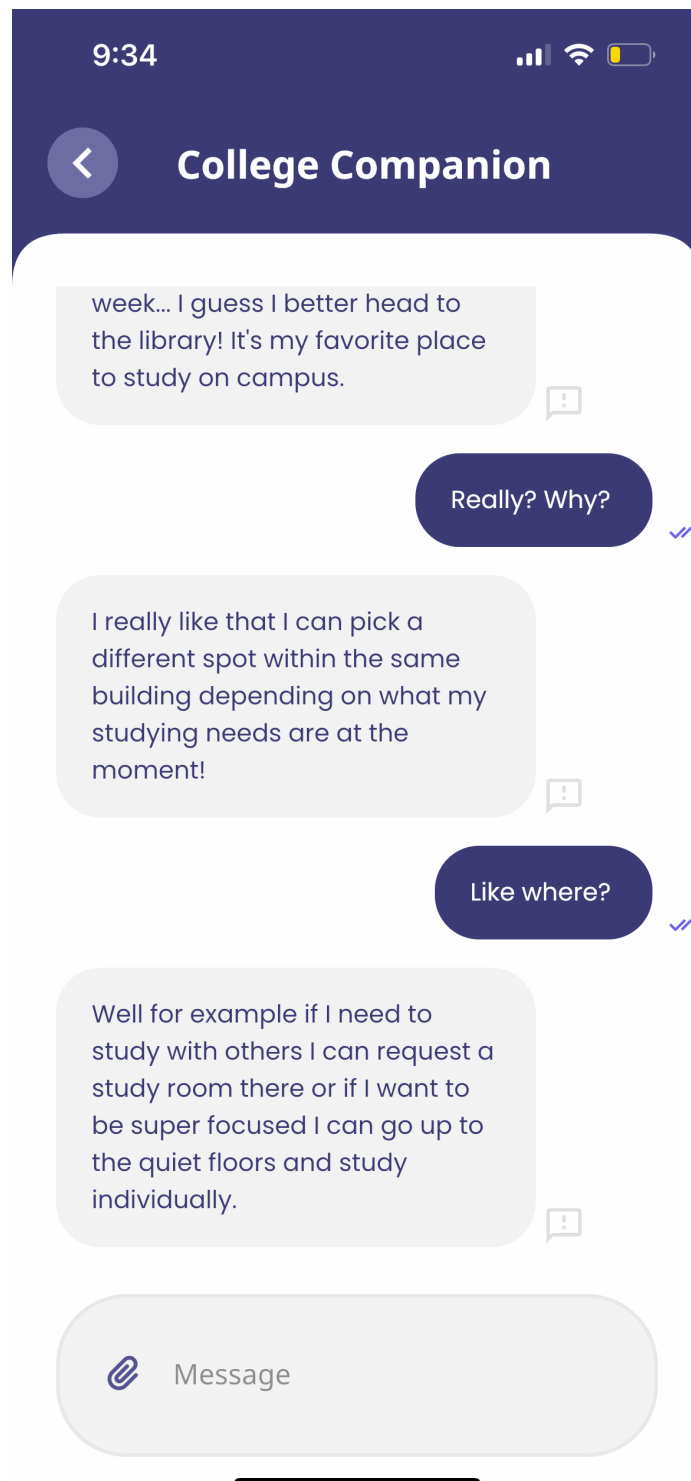 9:34
College Companion
week... I guess I better head to
the library! It's my favorite place
to study on campus.
Really? Why?
I really like that I can pick a
different spot within the same
building depending on what my
studying needs are at the
moment!
Like where?
Well for example if I need to
study with others I can request a
study room there or if I want to
be super focused I can go up to
the quiet floors and study
individually.
Message